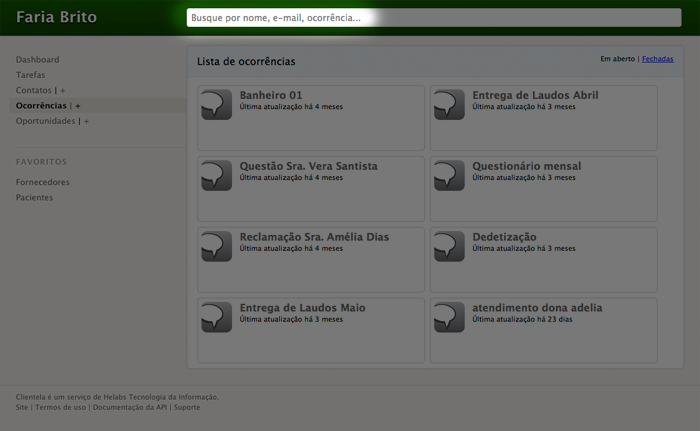 Faria Brito
Busque por nome, e-mail, ocorrência...
Dashboard
Tarefas
Contatos | +
Ocorrências | +
Oportunidades | +
FAVORITOS
Fornecedores
Pacientes
Lista de ocorrências
Em aberto | Fechadas
Banheiro 01
Última atualização há 4 meses
Entrega de Laudos Abril
Última atualização há 3 meses
Questão Sra. Vera Santista
Última atualização há 4 meses
Questionário mensal
Última atualização há 3 meses
Reclamação Sra. Amélia Dias
Última atualização há 4 meses
Dedetização
Última atualização há 3 meses
Entrega de Laudos Maio
Última atualização há 3 meses
atendimento dona adelia
Última atualização há 23 dias
Clientela é um serviço de Helabs Tecnologia da Informação.
Site | Termos de uso | Documentação da API | Suporte